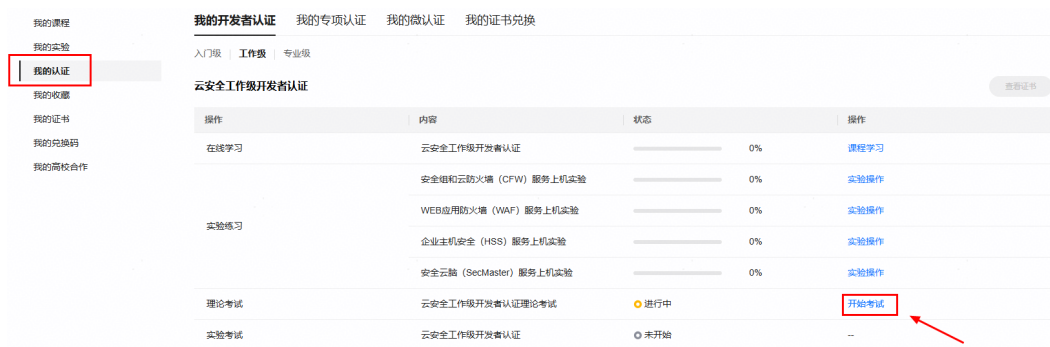 我的课程
我的实验
我的认证
我的收藏
我的证书
我的兑换码
我的高校合作
我的开发者认证 我的专项认证 我的微认证 我的证书兑换
入门级 工作级 专业级
云安全工作级开发者认证 查看证书
操作 内容 状态 操作
在线学习 云安全工作级开发者认证 0% 课程学习
安全组和云防火墙（CFW）服务上机实验 0% 实验操作
WEB应用防火墙（WAF）服务上机实验 0% 实验操作
实验练习
企业主机安全（HSS）服务上机实验 0% 实验操作
安全云脑（SecMaster）服务上机实验 0% 实验操作
理论考试 云安全工作级开发者认证理论考试 进行中 开始考试
实验考试 云安全工作级开发者认证 未开始 --